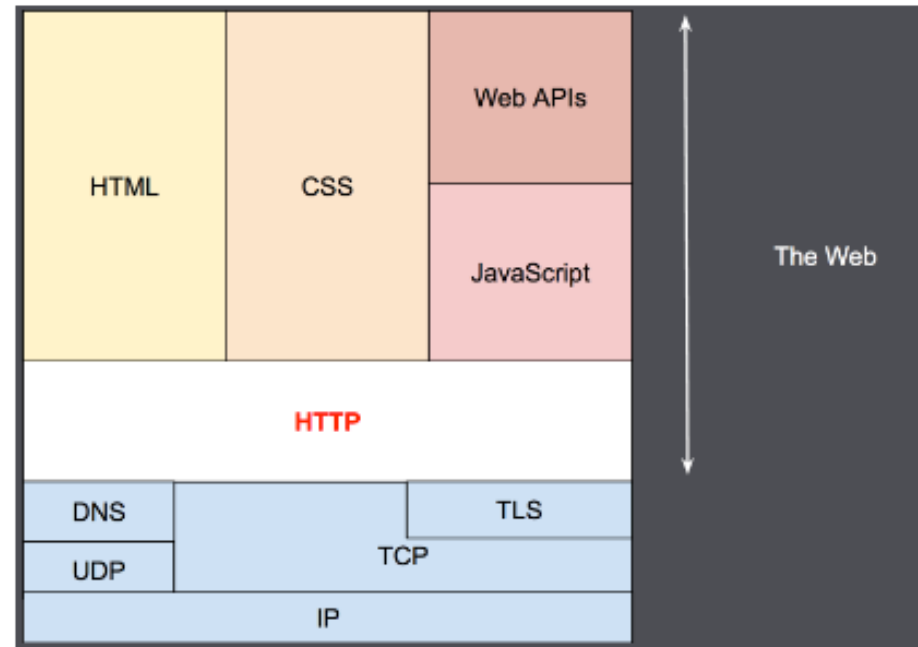 Web APIs
HTML
CSS
JavaScript
The Web
HTTP
DNS
TLS
TCP
UDP
IP